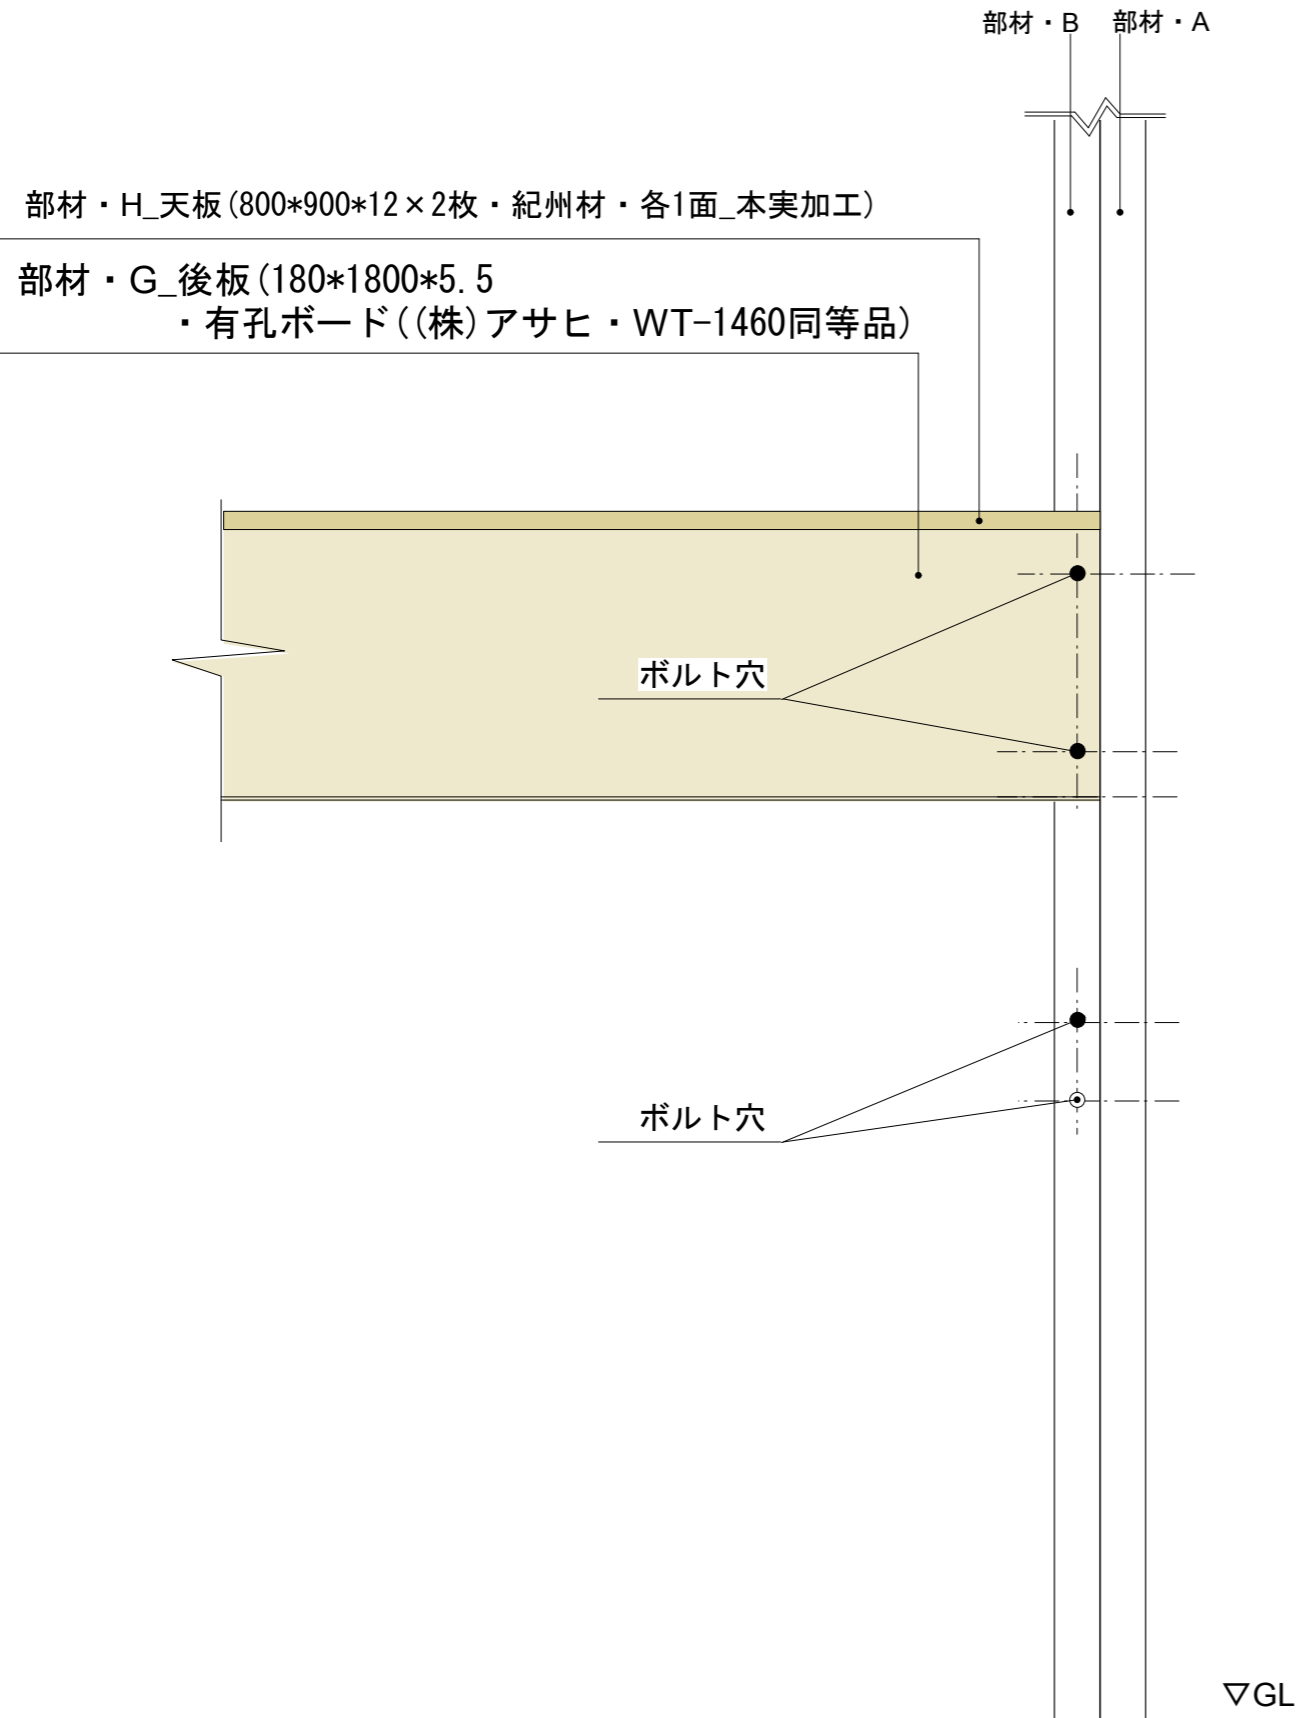 部材・B 部材・A
部材・H_天板(800*900*12×2枚・紀州材・各1面_本実加工)
部材・G_後板(180*1800*5.5
・有孔ボード((株)アサヒ・WT-1460同等品)
ボルト穴
ボルト穴
▽GL